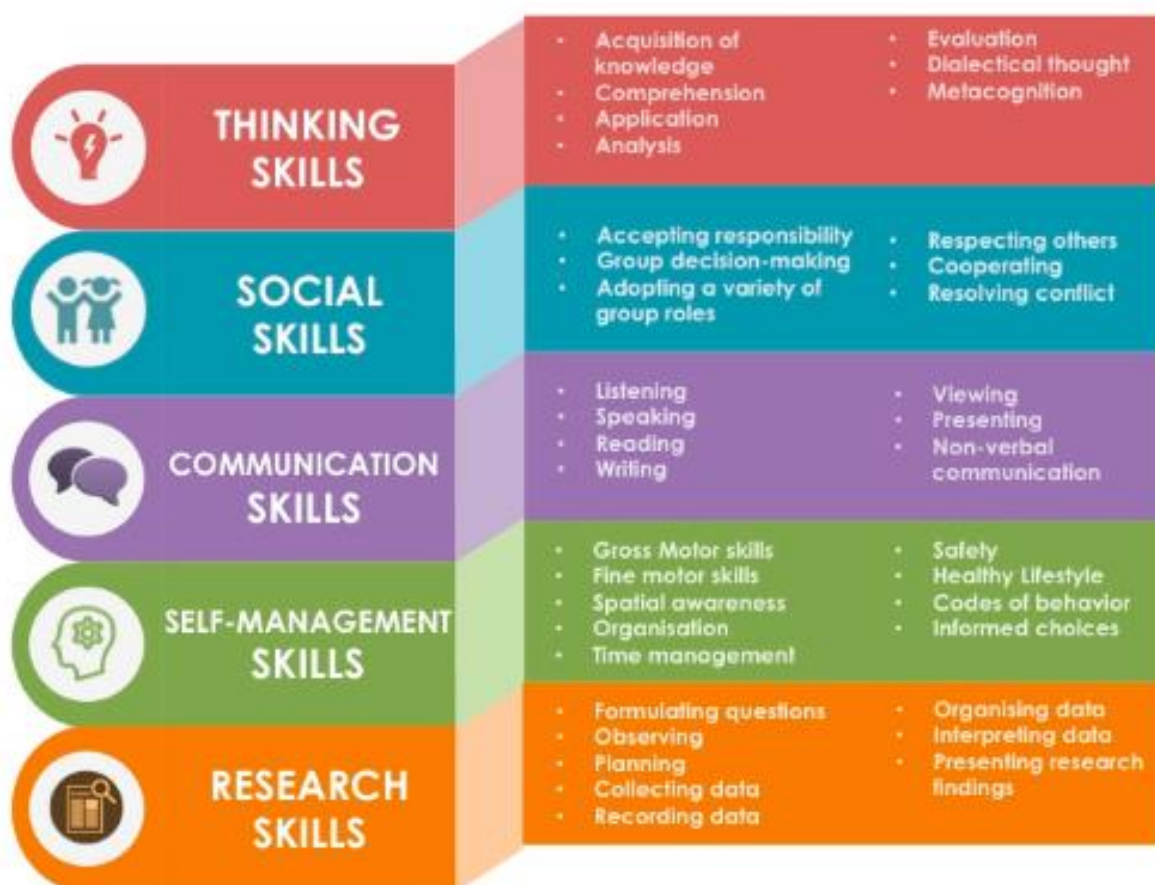 THINKING
SKILLS
• Acquisition of
knowledge
• Comprehension
• Application
• Analysis
• Evaluation
• Dialectical thought
• Metacognition
SOCIAL
SKILLS
• Accepting responsibility
• Group decision-making
• Adopting a variety of
group roles
• Respecting others
• Cooperating
• Resolving conflict
COMMUNICATION
SKILLS
• Listening
• Speaking
• Reading
• Writing
• Viewing
• Presenting
• Non-verbal
communication
SELF-MANAGEMENT
SKILLS
• Gross Motor skills
• Fine motor skills
• Spatial awareness
• Organisation
• Time management
• Safety
• Healthy Lifestyle
• Codes of behavior
• Informed choices
RESEARCH
SKILLS
• Formulating questions
• Observing
• Planning
• Collecting data
• Recording data
• Organising data
• Interpreting data
• Presenting research
findings